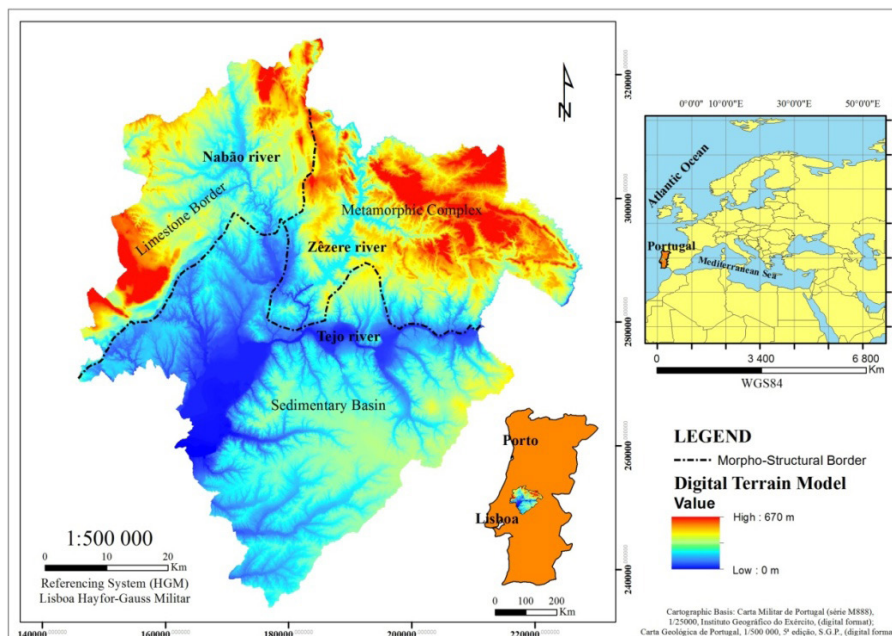 Nabão river
Limestone Border
Metamorphic Complex
Zêzere river
Tejo river
Sedimentary Basin
N
320000
300000
280000
260000
240000
140000
160000
180000
200000
220000
1:500 000
0 10 20
Km
Referencing System (HGM)
Lisboa Hayfor-Gauss Militar
Porto
Lisboa
0 100 200
Km
0°0'0" 10°0'0"E 30°0'0"E 50°0'0"E
Atlantic Ocean
Portugal
Mediterranean Sea
0 3 400 6 800
Km
WGS84
LEGEND
Morpho-Structural Border
Digital Terrain Model
Value
High : 670 m
Low : 0 m
Cartographic Basis: Carta Militar de Portugal (série M888),
1/25000, Instituto Geográfico do Exército, (digital format);
Carta Geológica de Portugal, 1/500 000, 5ª edição, S.G.P., (digital format)